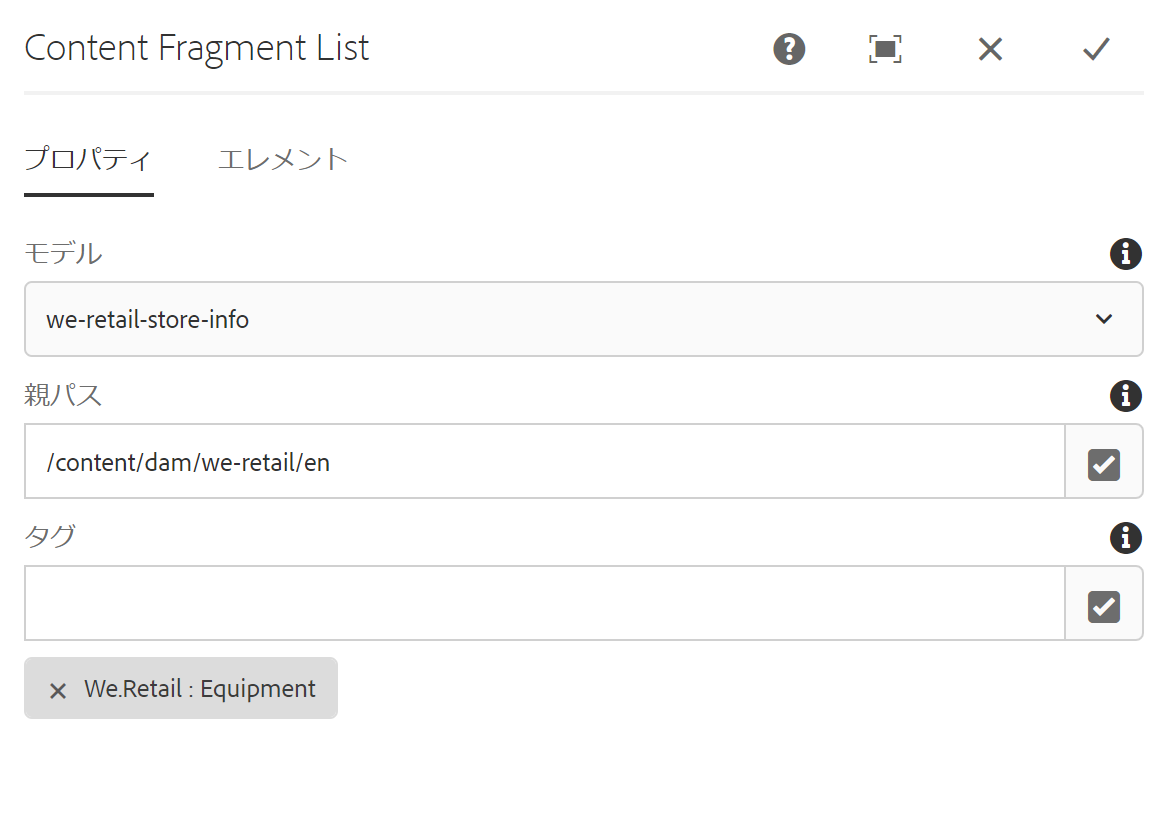 Content Fragment List
プロパティ エレメント
モデル
we-retail-store-info
親パス
/content/dam/we-retail/en
タグ
We.Retail : Equipment